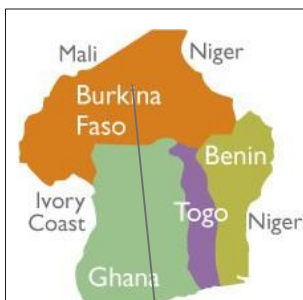 Mali
Niger
Burkina
Faso
Benin
Ivory
Coast
Togo
Niger
Ghana